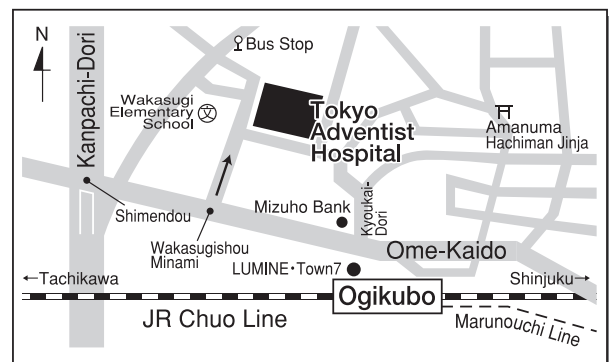 N
Bus Stop
Kanpachi-Dori
Wakasugi
Elementary
School
文
Tokyo
Adventist
Hospital
Amanuma
Hachiman Jinja
Shimendou
Mizuho Bank
Kyoukai-
Dori
Wakasugishou
Minami
Ome-Kaido
LUMINE・Town7
←Tachikawa
Shinjuku→
Ogikubo
JR Chuo Line
Marunouchi Line